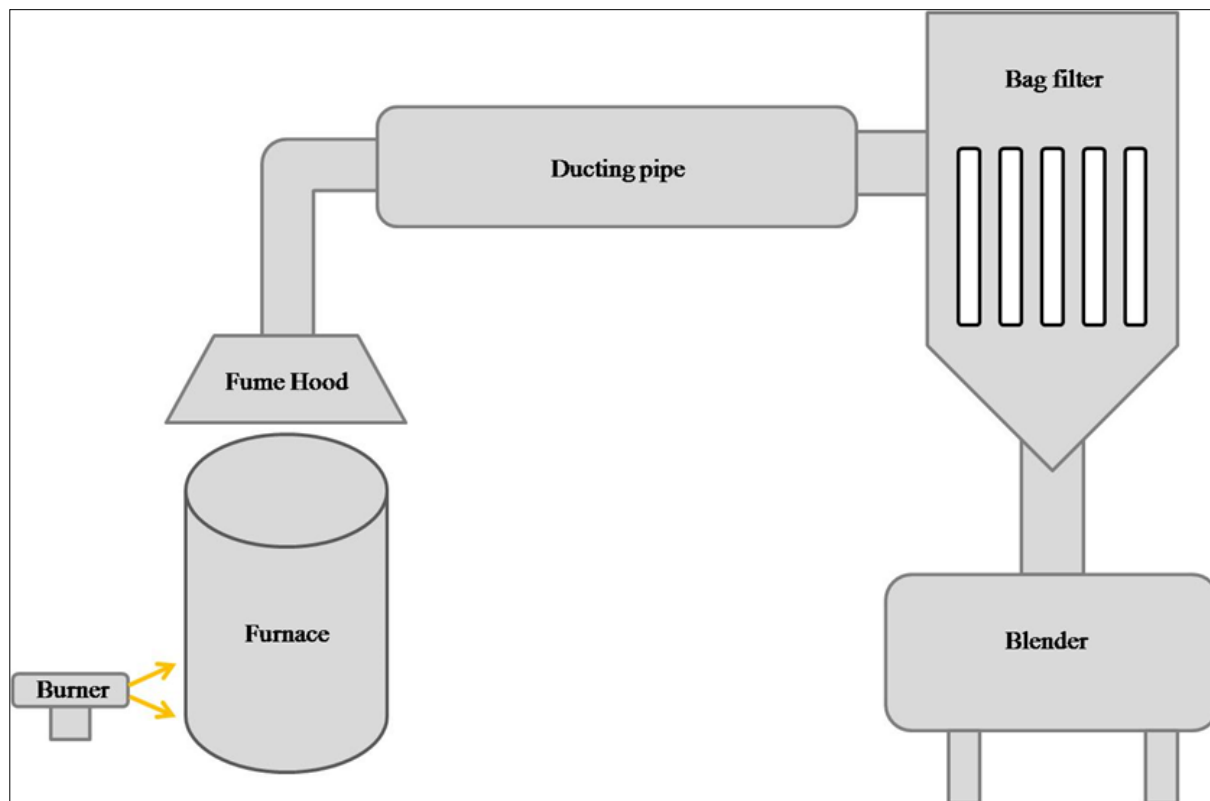 Bag filter
Ducting pipe
Fume Hood
Furnace
Burner
Blender